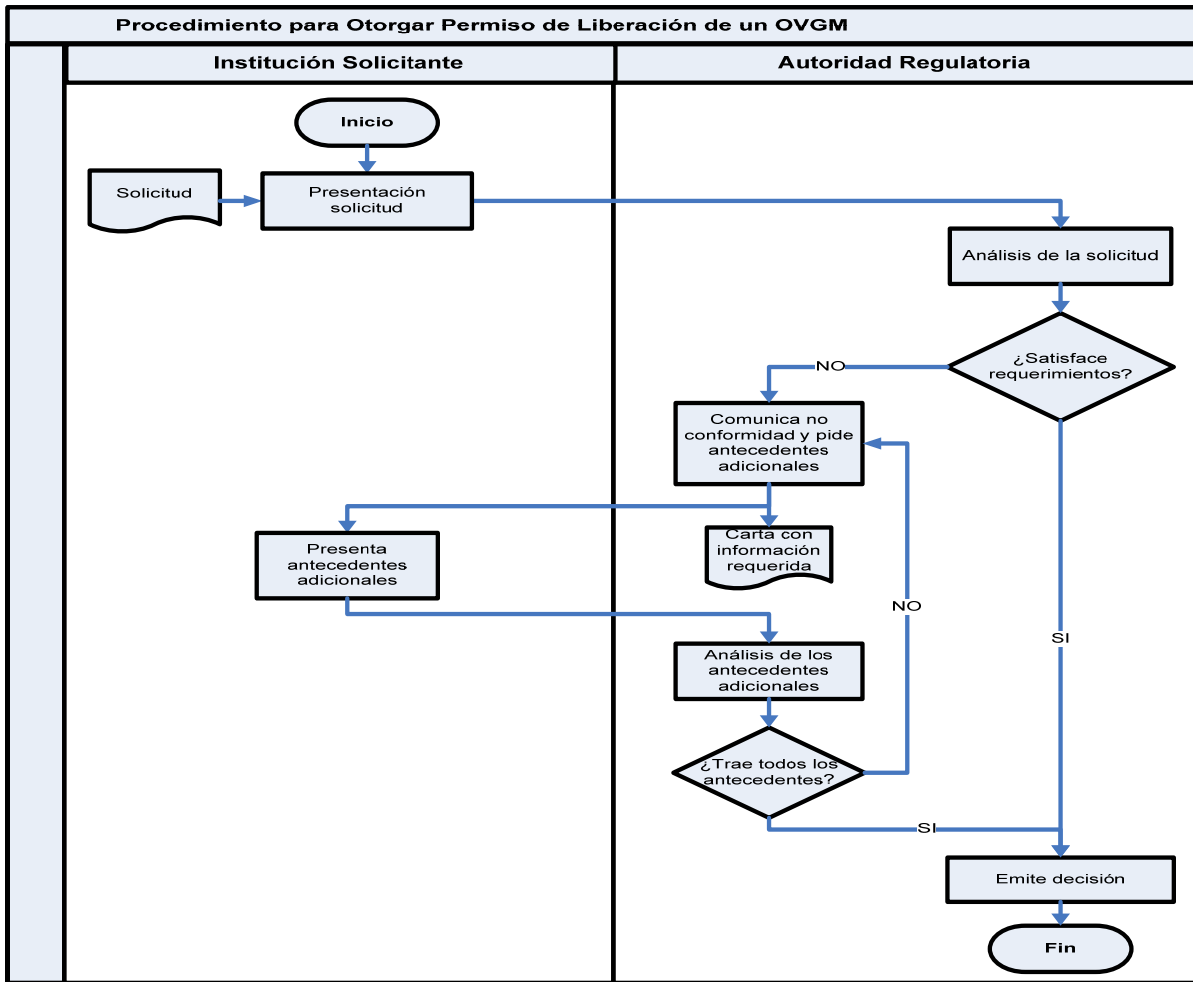 Procedimiento para Otorgar Permiso de Liberación de un OVGM
Institución Solicitante
Autoridad Regulatoria
Inicio
Solicitud
Presentación
solicitud
Análisis de la solicitud
¿Satisface
requerimientos?
NO
Comunica no
conformidad y pide
antecedentes
adicionales
Carta con
información
requerida
Presenta
antecedentes
adicionales
NO
SI
Análisis de los
antecedentes
adicionales
¿Trae todos los
antecedentes?
SI
Emite decisión
Fin